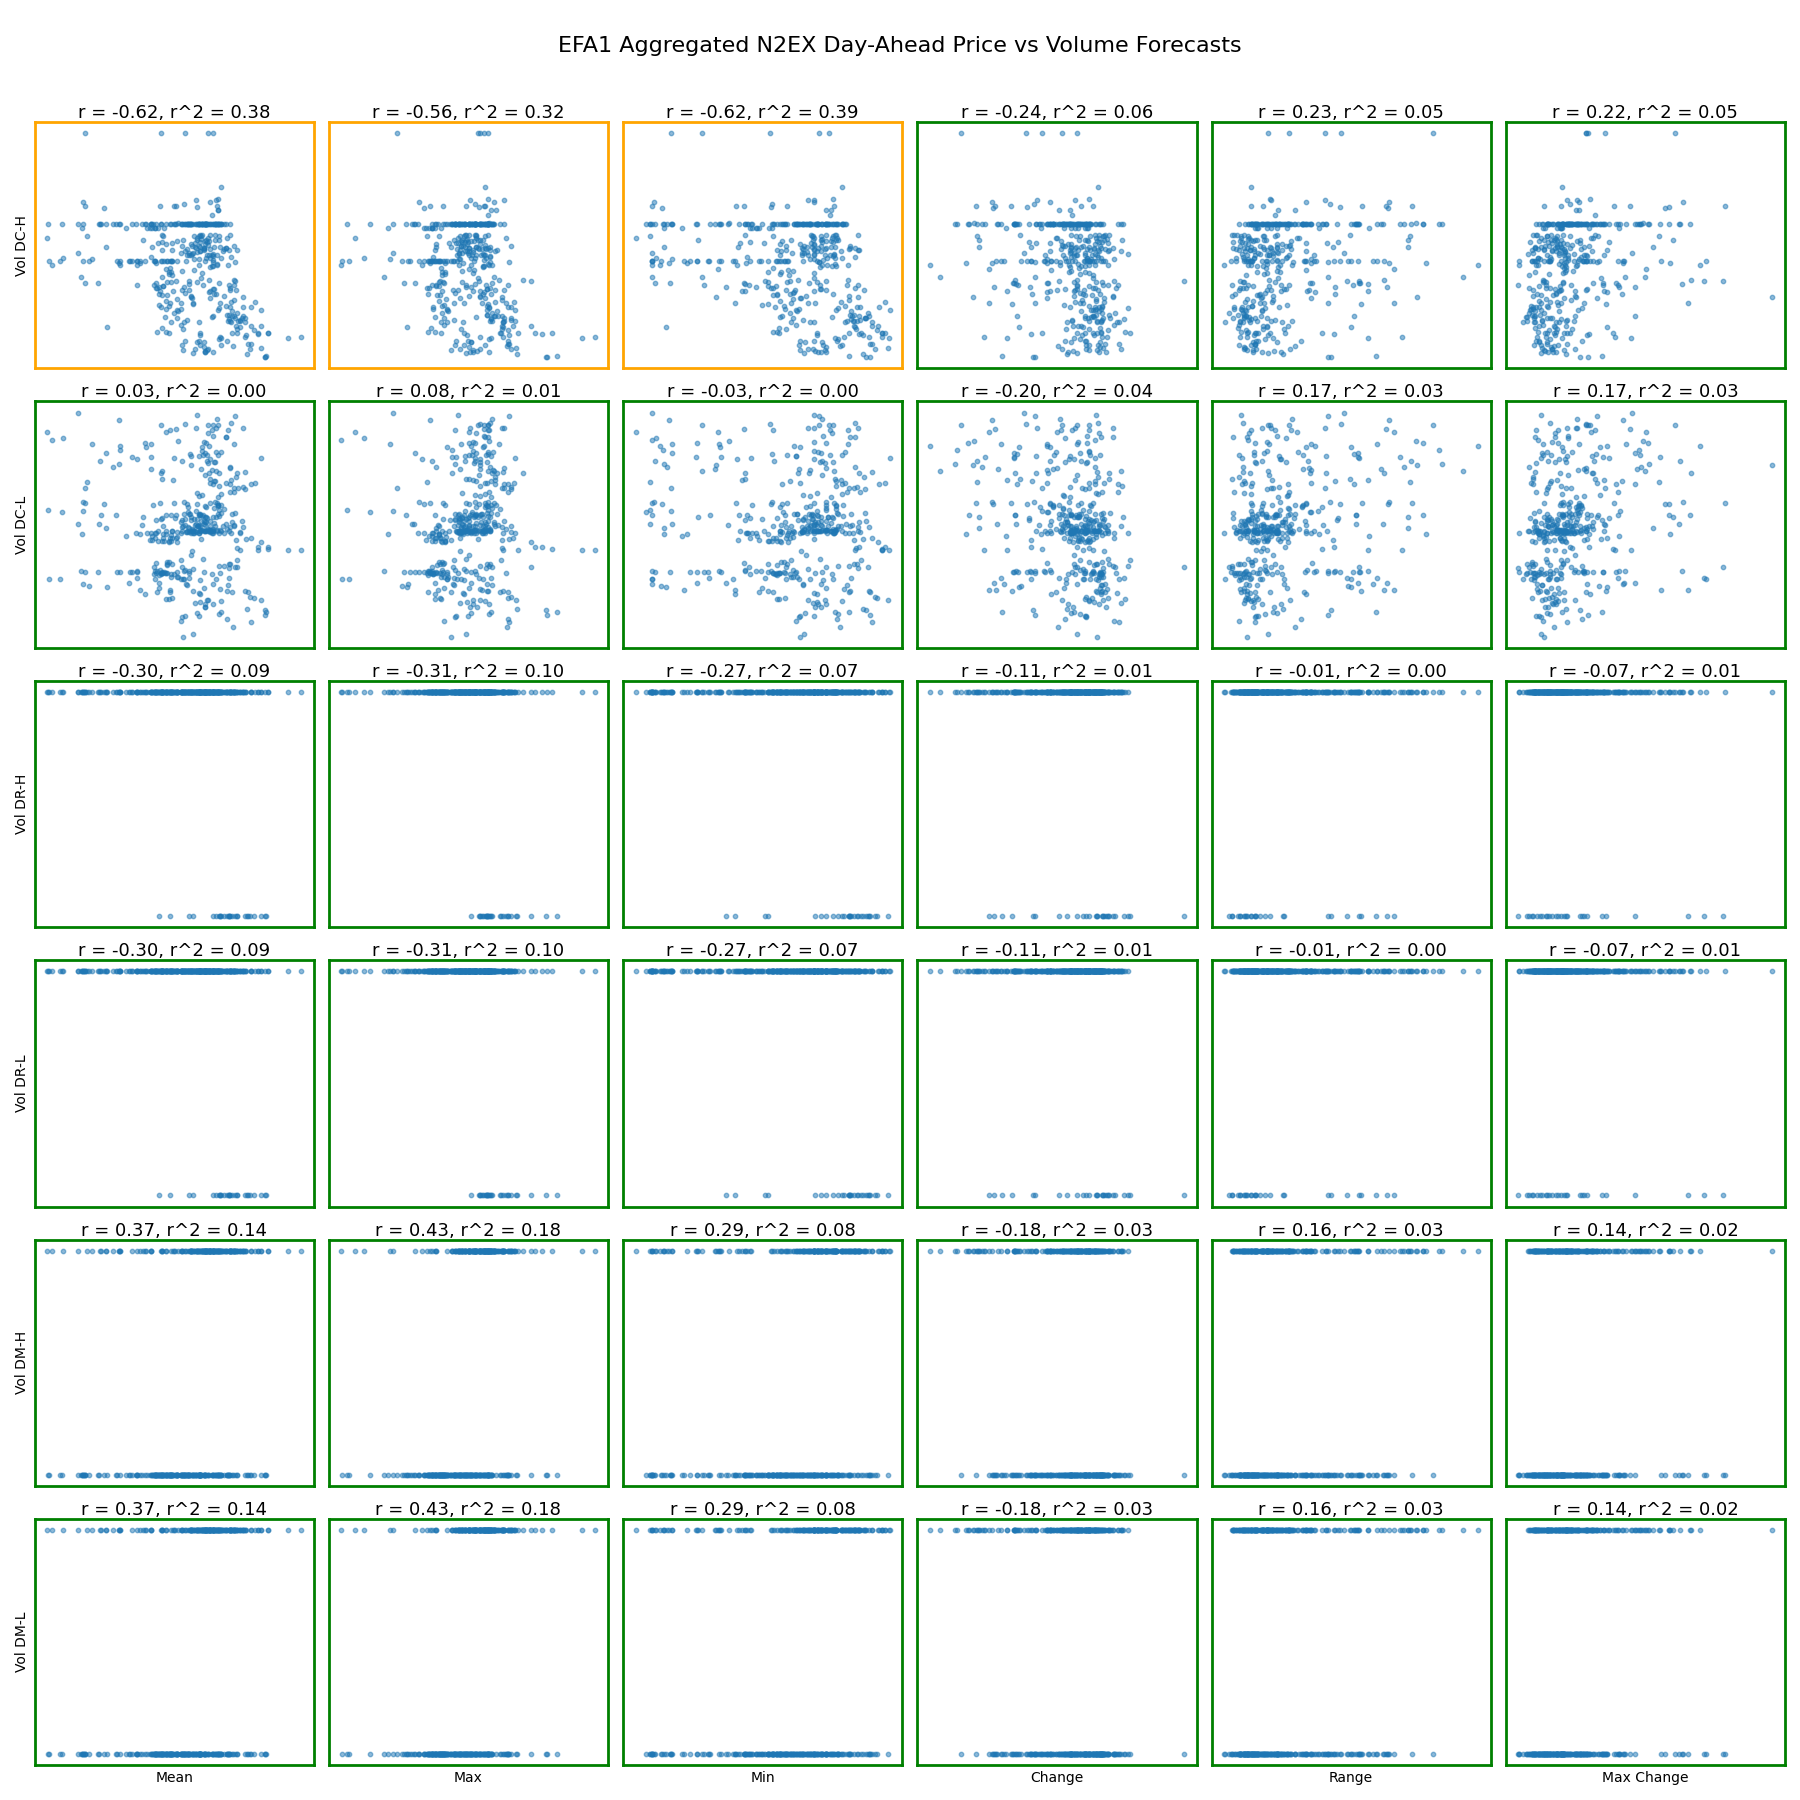 EFA1 Aggregated N2EX Day-Ahead Price vs Volume Forecasts
r = -0.62, r^2 = 0.38
r = -0.56, r^2 = 0.32
r = -0.62, r^2 = 0.39
r = -0.24, r^2 = 0.06
r = 0.23, r^2 = 0.05
r = 0.22, r^2 = 0.05
Vol DC-H
r = 0.03, r^2 = 0.00
r = 0.08, r^2 = 0.01
r = -0.03, r^2 = 0.00
r = -0.20, r^2 = 0.04
r = 0.17, r^2 = 0.03
r = 0.17, r^2 = 0.03
Vol DC-L
r = -0.30, r^2 = 0.09
r = -0.31, r^2 = 0.10
r = -0.27, r^2 = 0.07
r = -0.11, r^2 = 0.01
r = -0.01, r^2 = 0.00
r = -0.07, r^2 = 0.01
Vol DR-H
r = -0.30, r^2 = 0.09
r = -0.31, r^2 = 0.10
r = -0.27, r^2 = 0.07
r = -0.11, r^2 = 0.01
r = -0.01, r^2 = 0.00
r = -0.07, r^2 = 0.01
Vol DR-L
r = 0.37, r^2 = 0.14
r = 0.43, r^2 = 0.18
r = 0.29, r^2 = 0.08
r = -0.18, r^2 = 0.03
r = 0.16, r^2 = 0.03
r = 0.14, r^2 = 0.02
Vol DM-H
r = 0.37, r^2 = 0.14
r = 0.43, r^2 = 0.18
r = 0.29, r^2 = 0.08
r = -0.18, r^2 = 0.03
r = 0.16, r^2 = 0.03
r = 0.14, r^2 = 0.02
Vol DM-L
Mean
Max
Min
Change
Range
Max Change